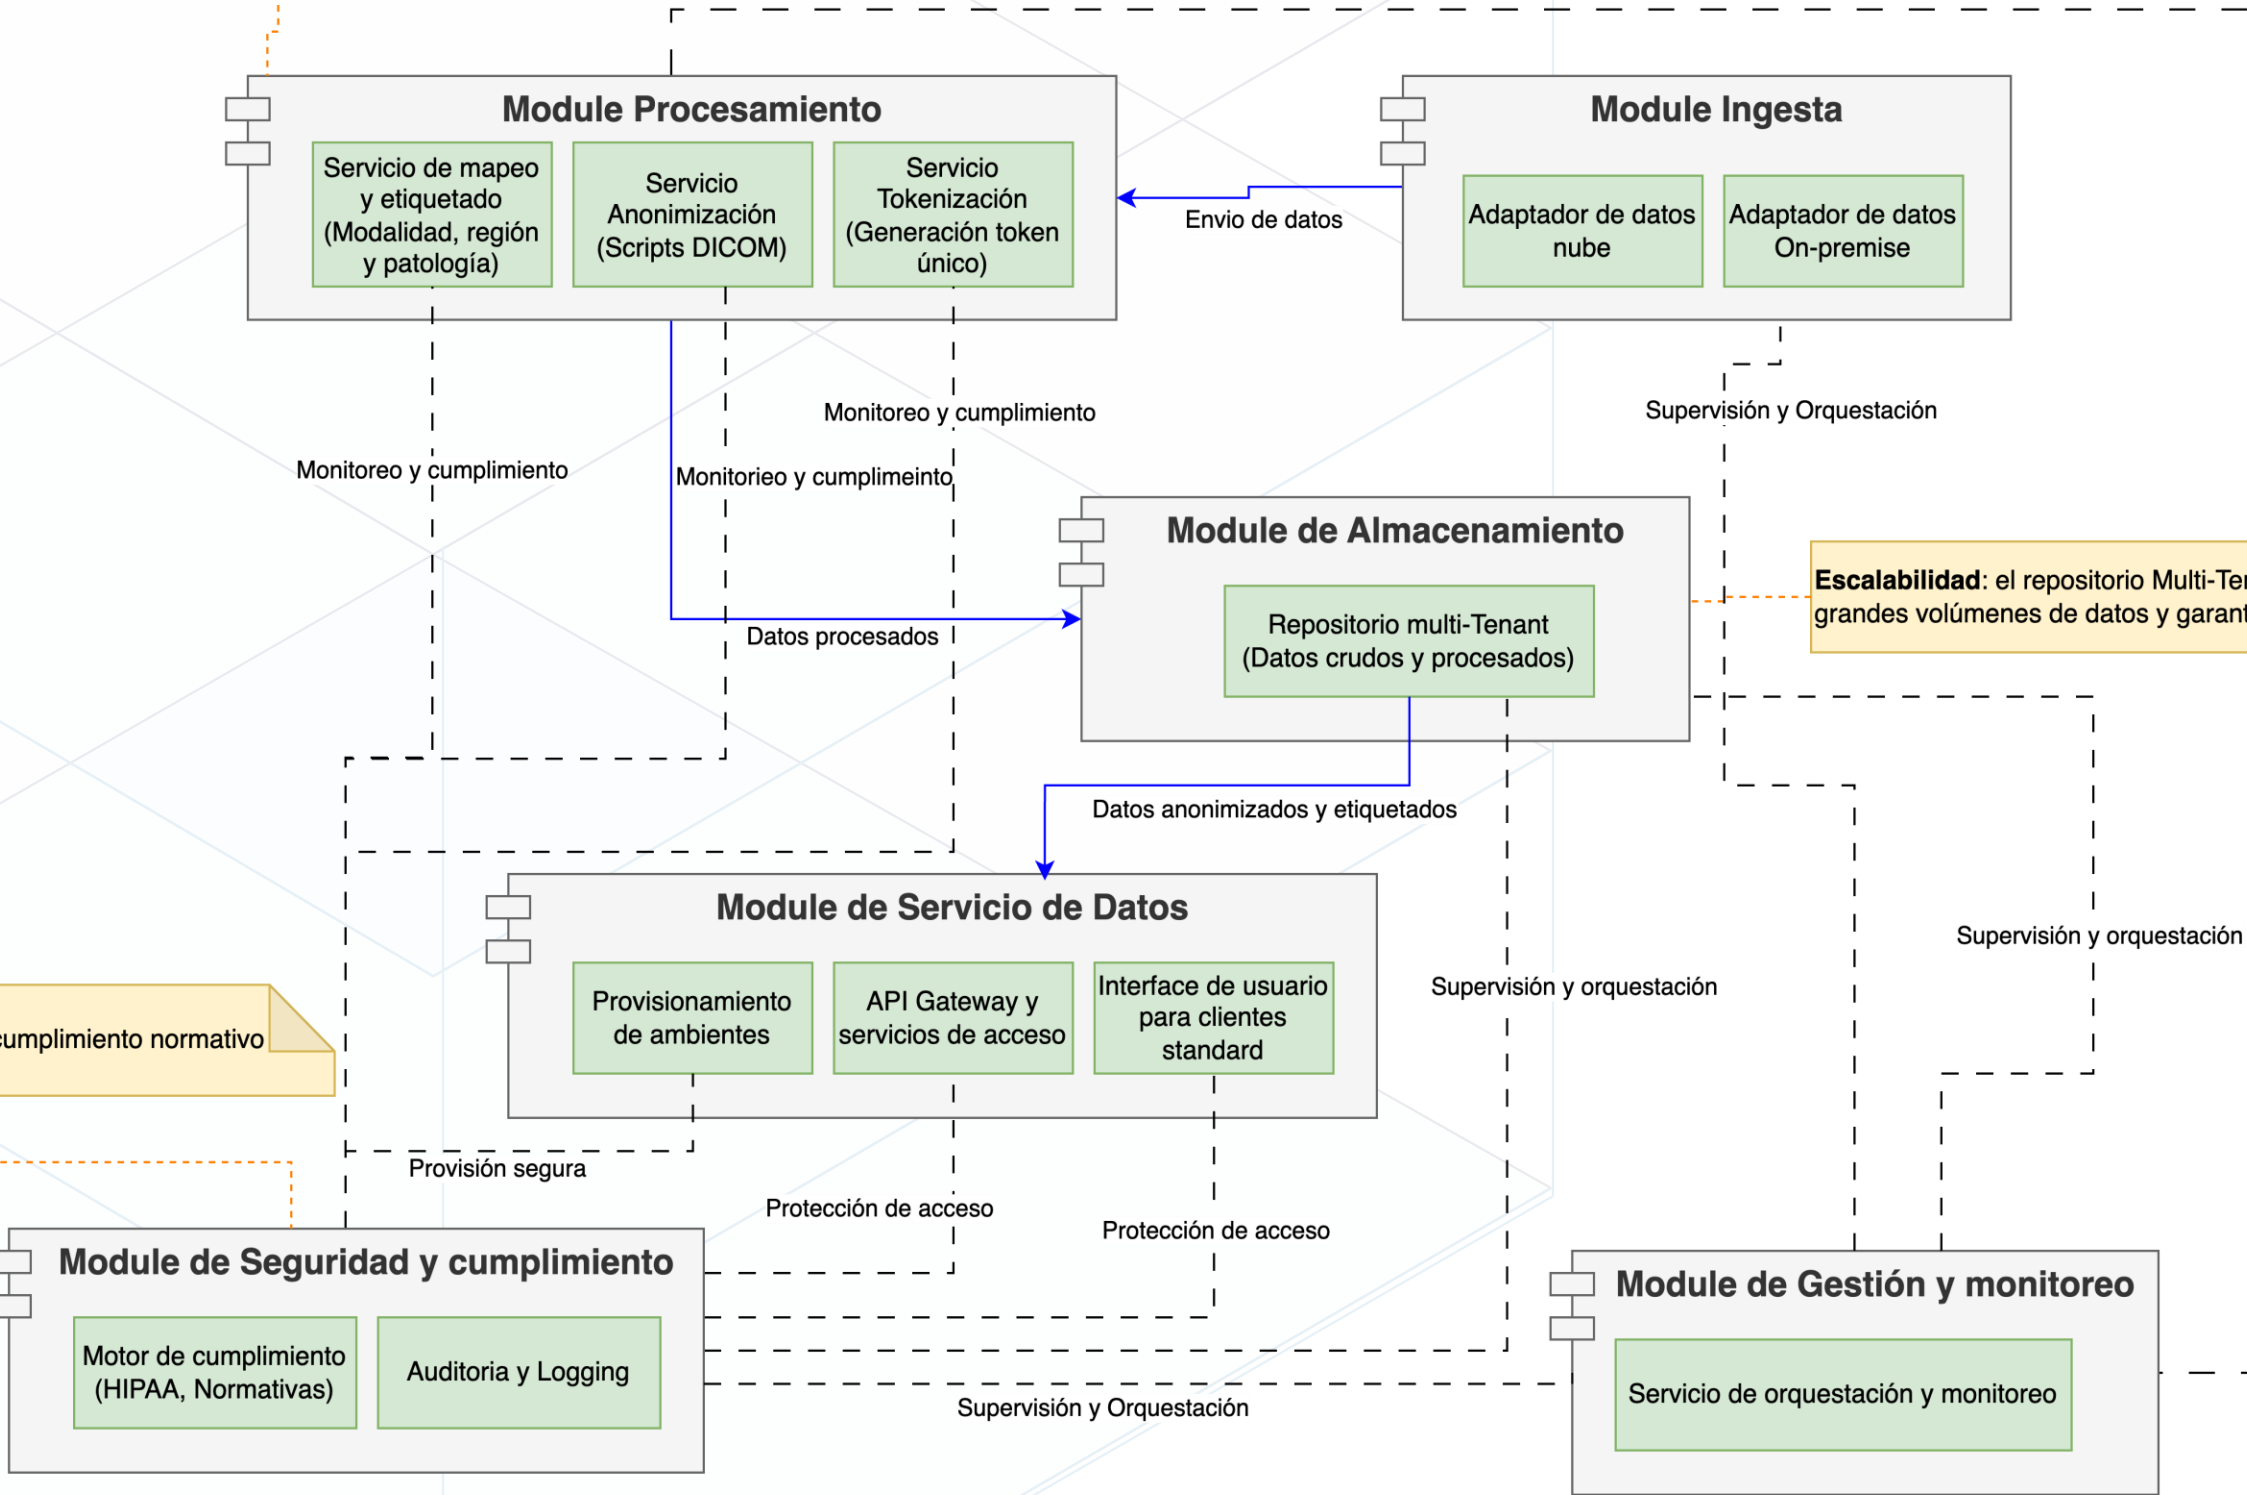 Module Procesamiento
Servicio de mapeo
y etiquetado
(Modalidad, región
y patología)
Servicio
Anonimización
(Scripts DICOM)
Servicio
Tokenización
(Generación token
único)
Module Ingesta
Adaptador de datos
nube
Adaptador de datos
On-premise
Envio de datos
Monitoreo y cumplimiento
Supervisión y Orquestación
Monitoreo y cumplimiento
Monitorieo y cumplimeinto
Module de Almacenamiento
Repositorio multi-Tenant
(Datos crudos y procesados)
Escalabilidad: el repositorio Multi-Te
grandes volúmenes de datos y garant
Datos procesados
Datos anonimizados y etiquetados
Module de Servicio de Datos
Provisionamiento
de ambientes
API Gateway y
servicios de acceso
Interface de usuario
para clientes
standard
Supervisión y orquestación
Supervisión y orquestación
cumplimiento normativo
Provisión segura
Protección de acceso
Protección de acceso
Module de Seguridad y cumplimiento
Motor de cumplimiento
(HIPAA, Normativas)
Auditoria y Logging
Supervisión y Orquestación
Module de Gestión y monitoreo
Servicio de orquestación y monitoreo